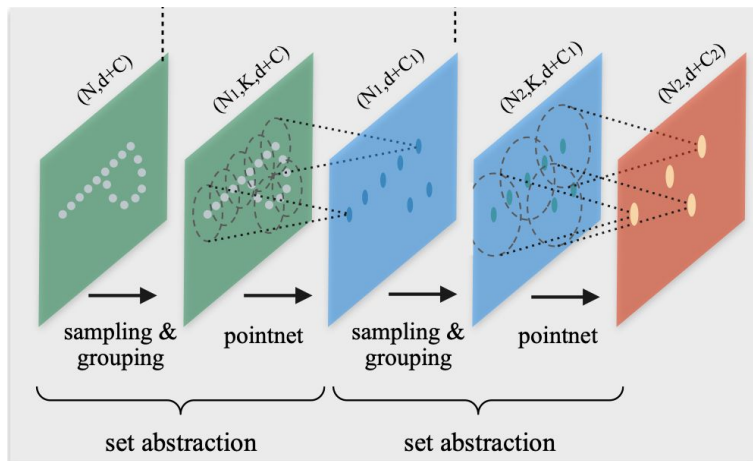 (N,d+C)
(N1,K,d+C)
(N1,d+C1)
(N2,K,d+C1)
(N2,d+C2)
sampling &
grouping
pointnet
sampling &
grouping
pointnet
set abstraction
set abstraction